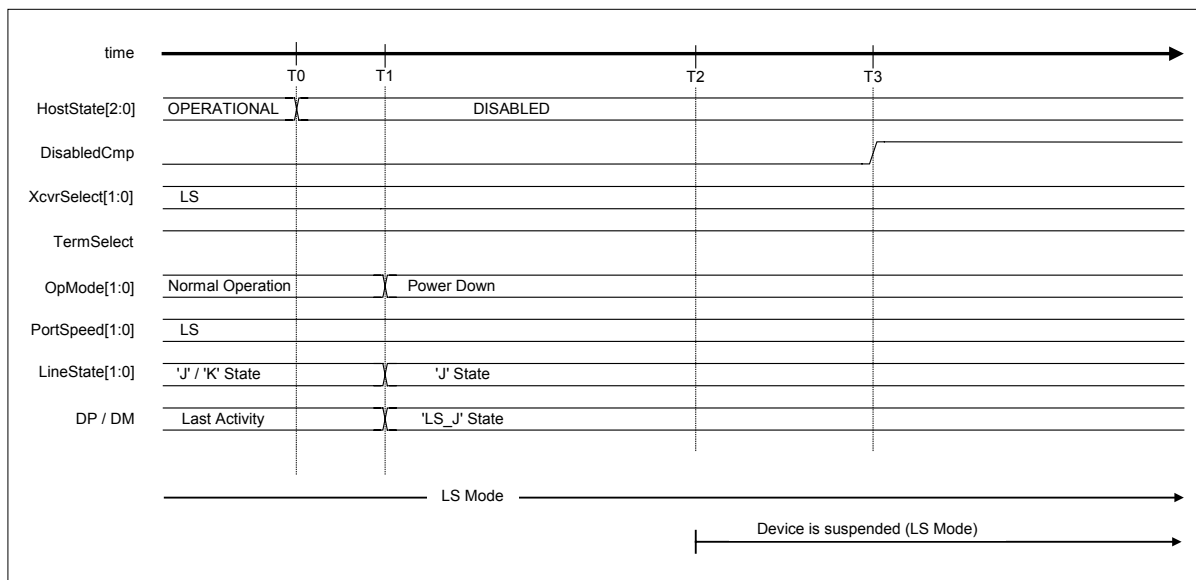 time
T0 T1 T2 T3
HostState[2:0] OPERATIONAL DISABLED
DisabledCmp
XcvrSelect[1:0] LS
TermSelect
OpMode[1:0] Normal Operation Power Down
PortSpeed[1:0] LS
LineState[1:0] 'J' / 'K' State 'J' State
DP / DM Last Activity 'LS_J' State
LS Mode
Device is suspended (LS Mode)